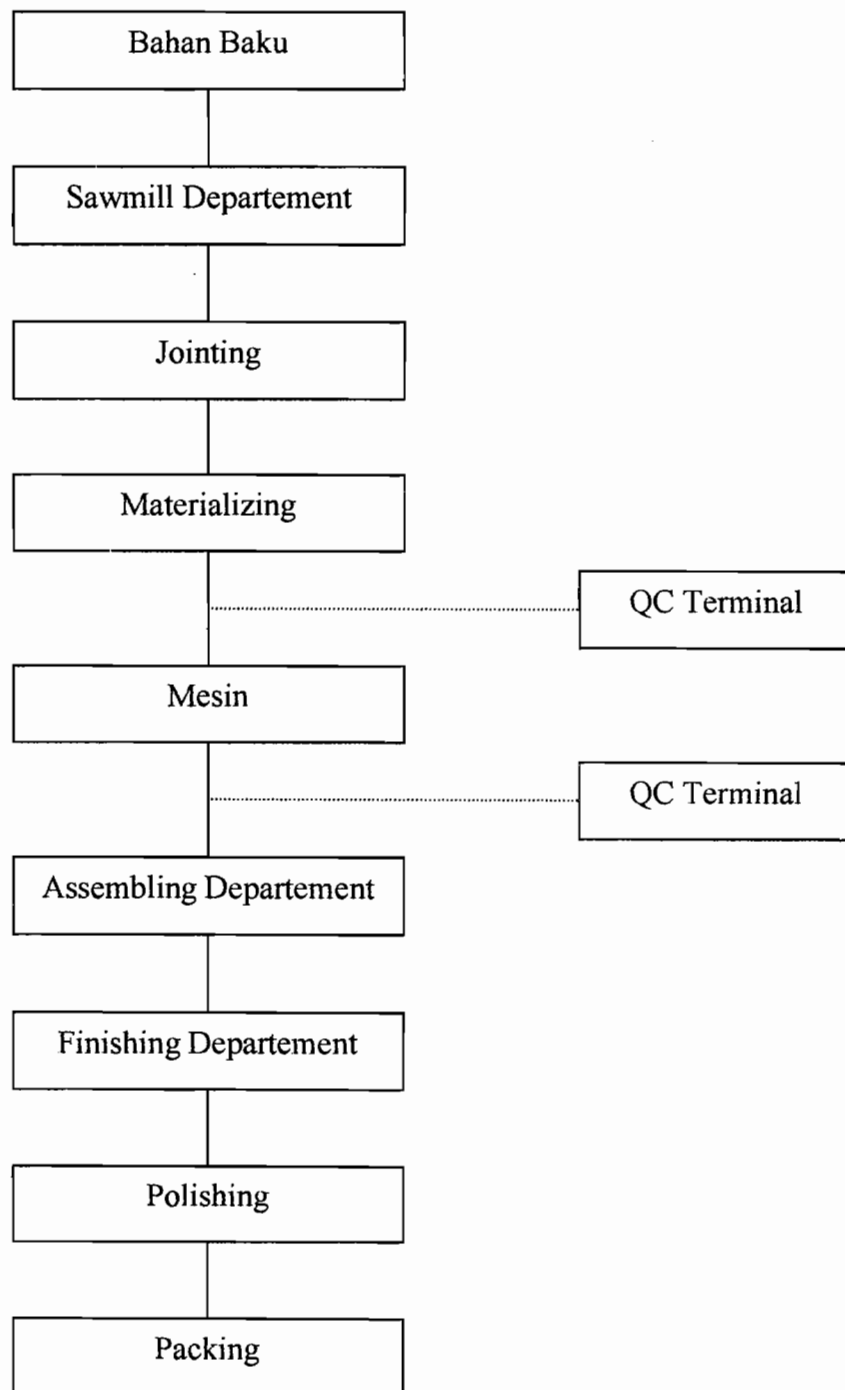 Bahan Baku
Sawmill Departement
Jointing
Materializing
QC Terminal
Mesin
QC Terminal
Assembling Departement
Finishing Departement
Polishing
Packing